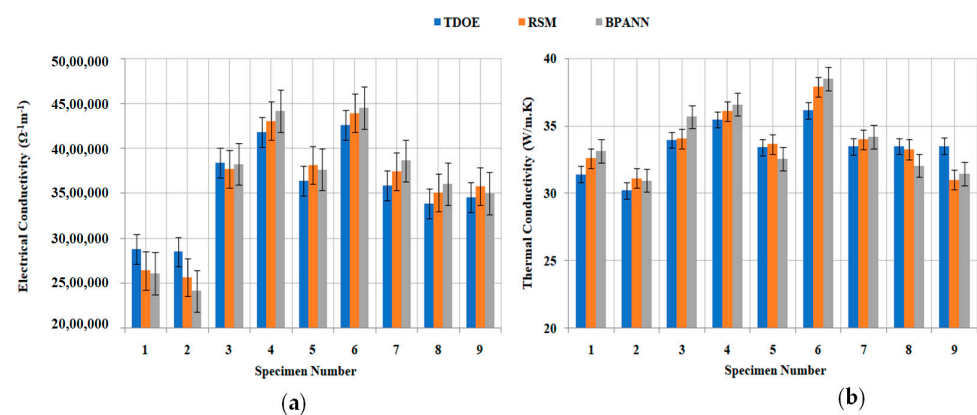 TDOE RSM BPANN
Electrical Conductivity (Ω-1m-1)
50,00,000
45,00,000
40,00,000
35,00,000
30,00,000
25,00,000
20,00,000
1 2 3 4 5 6 7 8 9
Specimen Number
(a)
Thermal Conductivity (W/m.K)
40
35
30
25
20
1 2 3 4 5 6 7 8 9
Specimen Number
(b)